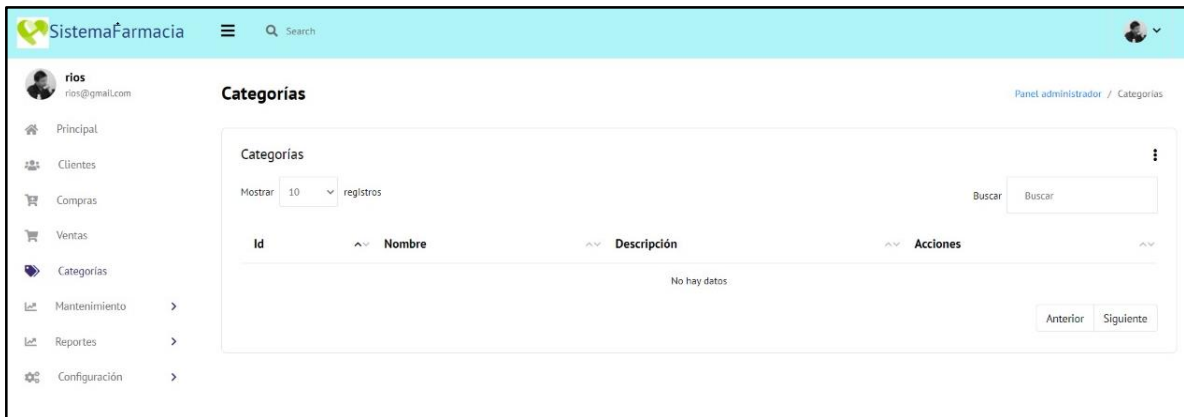 SistemaFarmacia
Search
rios
rios@gmail.com
Principal
Clientes
Compras
Ventas
Categorías
Mantenimiento
Reportes
Configuración
Categorías
Panel administrador / Categorías
Categorías
Mostrar 10 registros
Buscar Buscar
Id Nombre Descripción Acciones
No hay datos
Anterior Siguiente